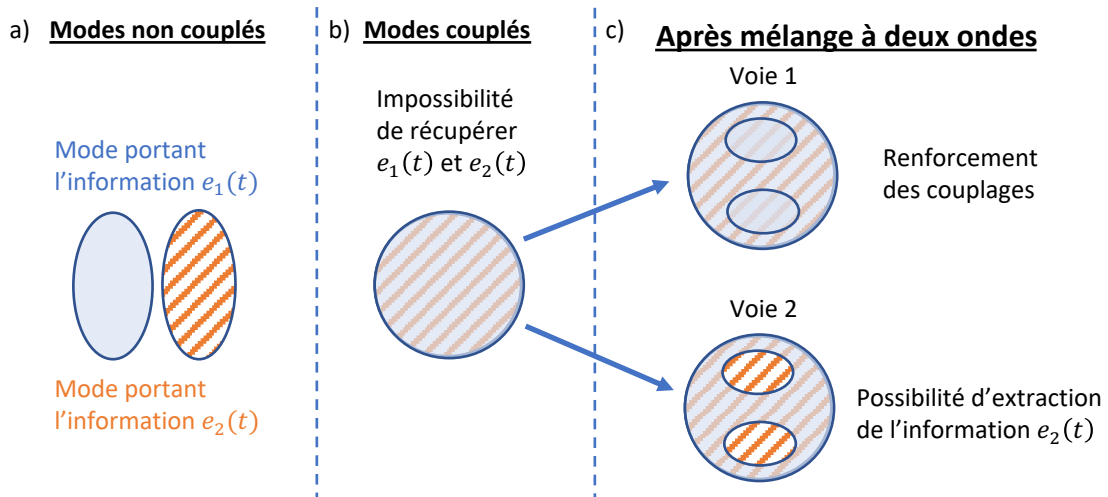 a) Modes non couplés
Mode portant
l'information e₁(t)
Mode portant
l'information e₂(t)
b) Modes couplés
Impossibilité
de récupérer
e₁(t) et e₂(t)
c) Après mélange à deux ondes
Voie 1
Renforcement
des couplages
Voie 2
Possibilité d'extraction
de l'information e₂(t)